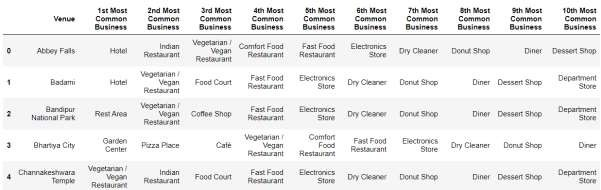 Venue 1st Most Common Business 2nd Most Common Business 3rd Most Common Business 4th Most Common Business 5th Most Common Business 6th Most Common Business 7th Most Common Business 8th Most Common Business 9th Most Common Business 10th Most Common Business
0 Abbey Falls Hotel Indian Restaurant Vegetarian / Vegan Restaurant Comfort Food Restaurant Fast Food Restaurant Electronics Store Dry Cleaner Donut Shop Diner Dessert Shop
1 Badami Hotel Vegetarian / Vegan Restaurant Food Court Fast Food Restaurant Electronics Store Dry Cleaner Donut Shop Diner Dessert Shop Department Store
2 Bandipur National Park Rest Area Vegetarian / Vegan Restaurant Coffee Shop Fast Food Restaurant Electronics Store Dry Cleaner Donut Shop Diner Dessert Shop Department Store
3 Bhartiya City Garden Center Pizza Place Café Vegetarian / Vegan Restaurant Comfort Food Restaurant Fast Food Restaurant Electronics Store Dry Cleaner Donut Shop Diner
4 Channakeshwara Temple Vegetarian / Vegan Restaurant Indian Restaurant Food Court Fast Food Restaurant Electronics Store Dry Cleaner Donut Shop Diner Dessert Shop Department Store